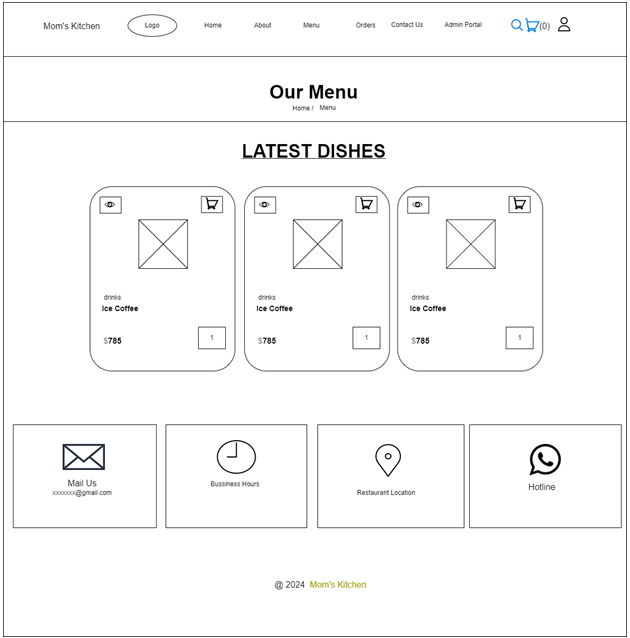 Mom's Kitchen Logo Home About Menu Orders Contact Us Admin Portal (0)
Our Menu
Home / Menu
LATEST DISHES
drinks
Ice Coffee
$785 1
drinks
Ice Coffee
$785 1
drinks
Ice Coffee
$785 1
Mail Us
xxxxxxx@gmail.com
Bussiness Hours
Restaurant Location
Hotline
@ 2024 Mom's Kitchen